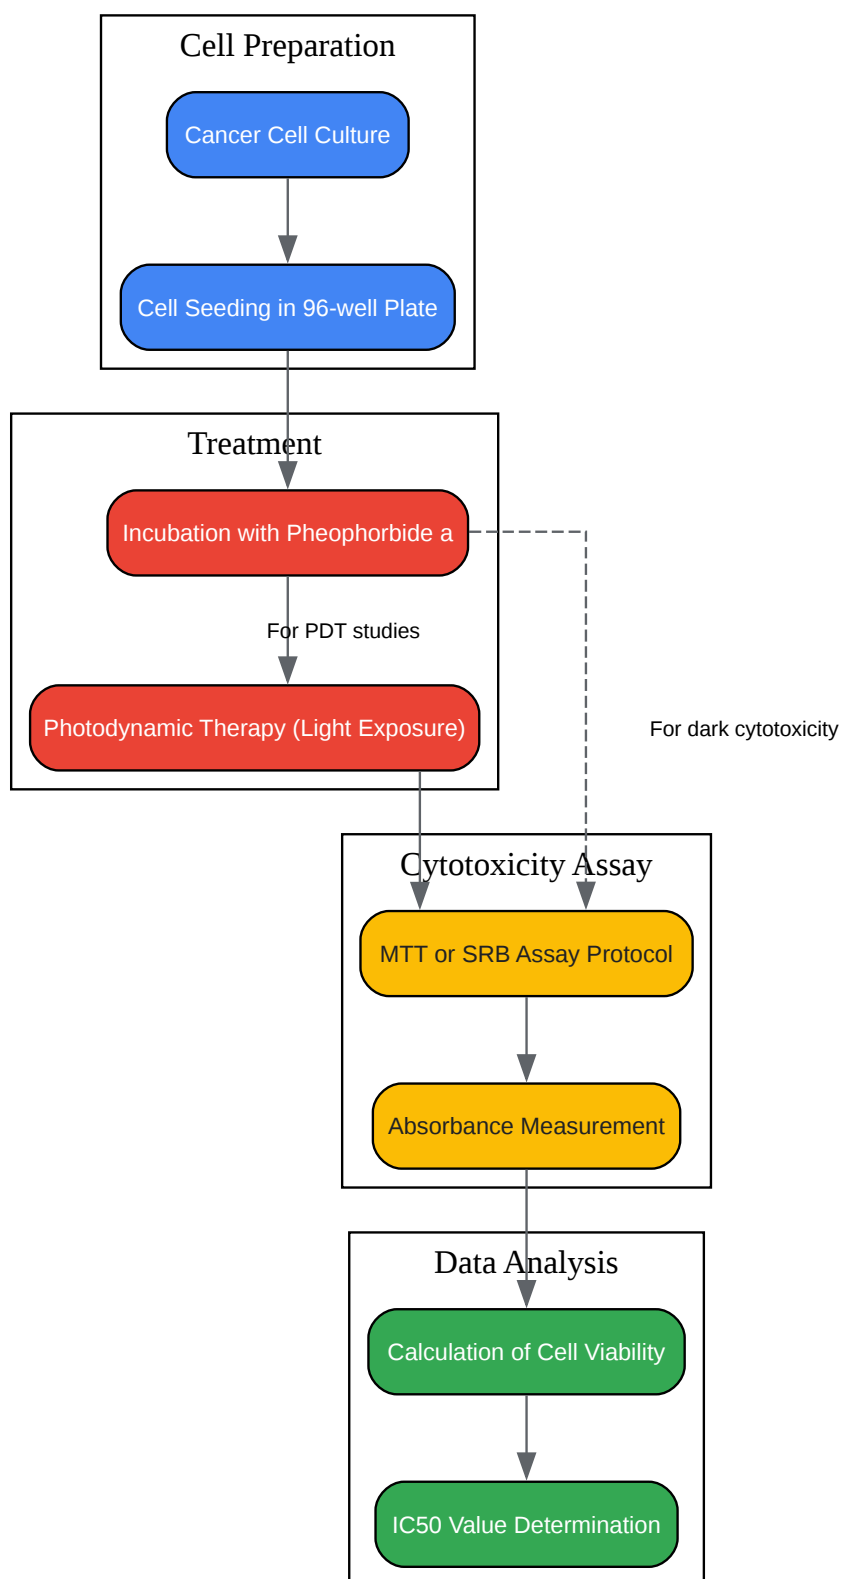 Cell Preparation
Cancer Cell Culture
Cell Seeding in 96-well Plate
Treatment
Incubation with Pheophorbide a
For PDT studies
Photodynamic Therapy (Light Exposure)
For dark cytotoxicity
Cytotoxicity Assay
MTT or SRB Assay Protocol
Absorbance Measurement
Data Analysis
Calculation of Cell Viability
IC50 Value Determination